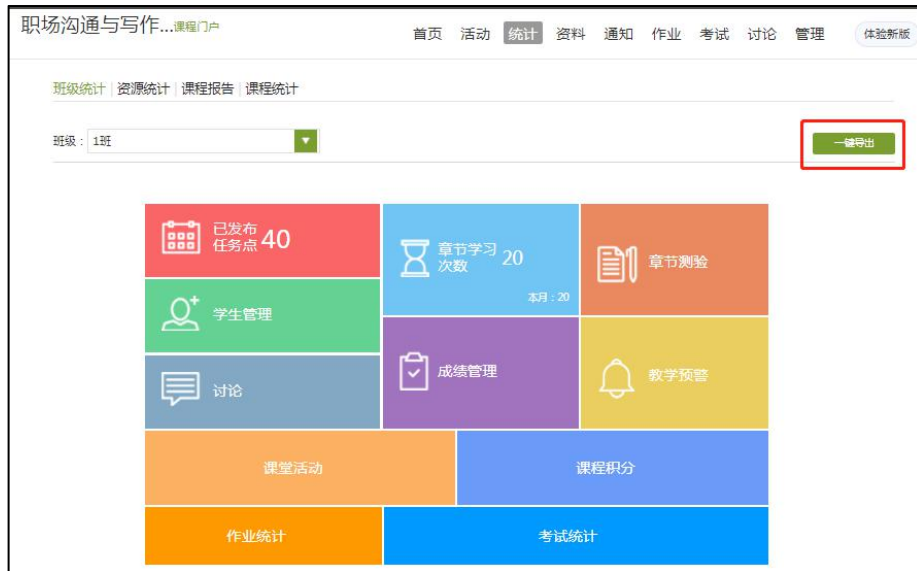 职场沟通与写作...课程门户
首页 活动 统计 资料 通知 作业 考试 讨论 管理 体验新版
班级统计 | 资源统计 | 课程报告 | 课程统计
班级： 1班
一键导出
已发布
任务点 40
章节学习
次数 20
本月：20
章节测验
学生管理
讨论
成绩管理
教学预警
课堂活动
课程积分
作业统计
考试统计